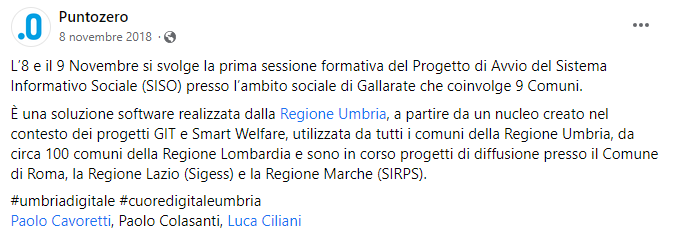 .0
Puntozero
8 novembre 2018 ·
L'8 e il 9 Novembre si svolge la prima sessione formativa del Progetto di Avvio del Sistema
Informativo Sociale (SISO) presso l'ambito sociale di Gallarate che coinvolge 9 Comuni.
È una soluzione software realizzata dalla Regione Umbria, a partire da un nucleo creato nel
contesto dei progetti GIT e Smart Welfare, utilizzata da tutti i comuni della Regione Umbria, da
circa 100 comuni della Regione Lombardia e sono in corso progetti di diffusione presso il Comune
di Roma, la Regione Lazio (Sigess) e la Regione Marche (SIRPS).
#umbriadigitale #cuoredigitaleumbria
Paolo Cavoretti, Paolo Colasanti, Luca Ciliani